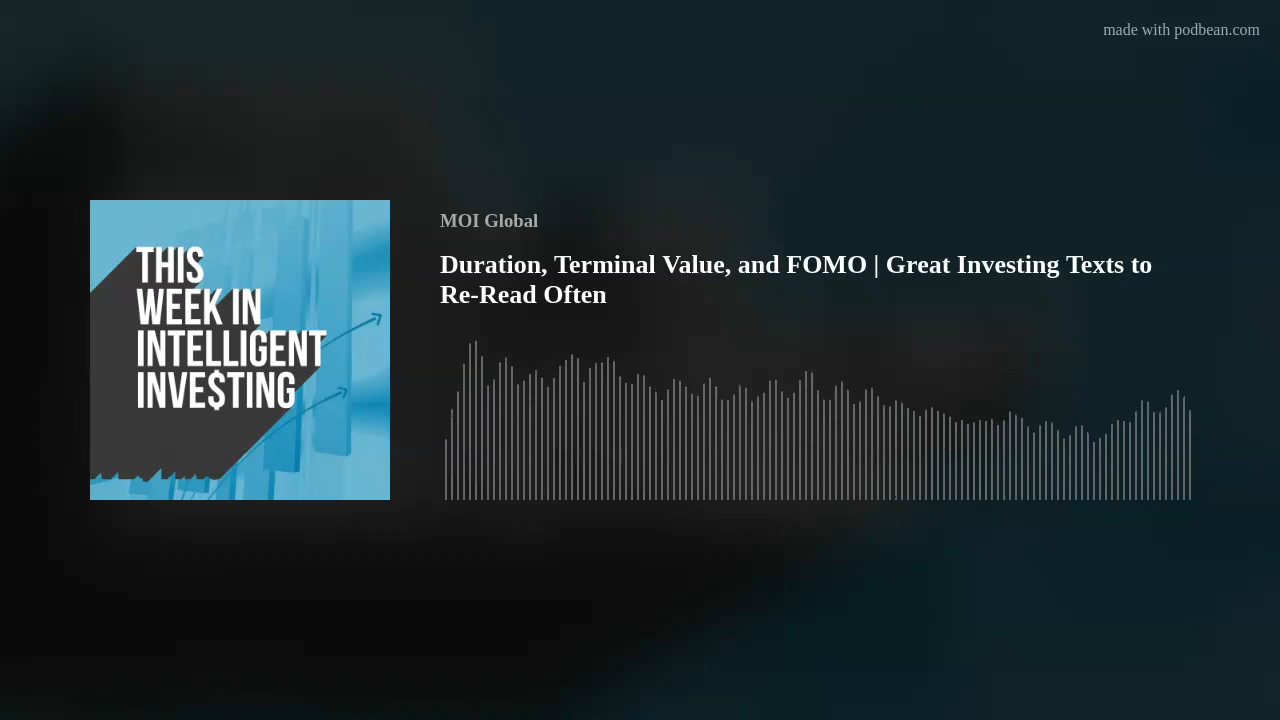 made with podbean.com
THIS
WEEK IN
INTELLIGENT
INVE$TING
MOI Global
Duration, Terminal Value, and FOMO | Great Investing Texts to
Re-Read Often